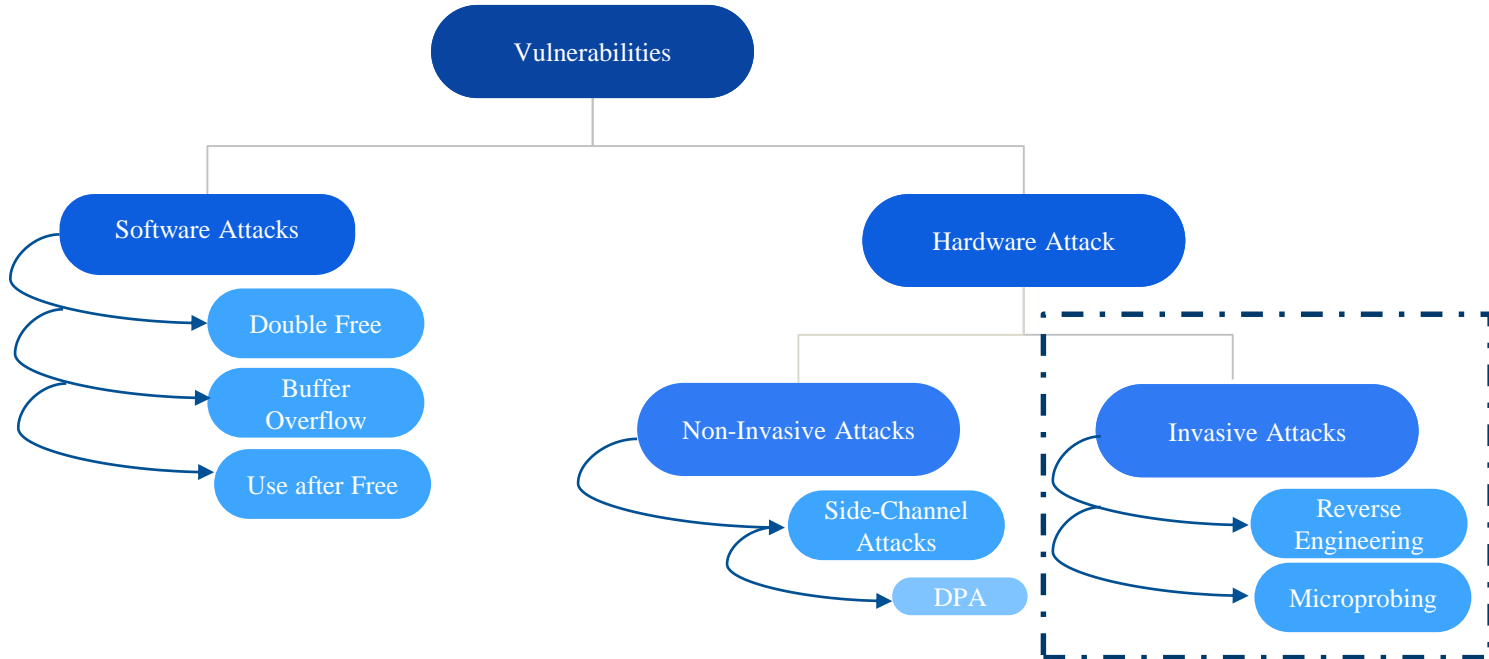 Vulnerabilities
Software Attacks
Hardware Attack
Double Free
Buffer
Overflow
Use after Free
Non-Invasive Attacks
Side-Channel
Attacks
DPA
Invasive Attacks
Reverse
Engineering
Microprobing